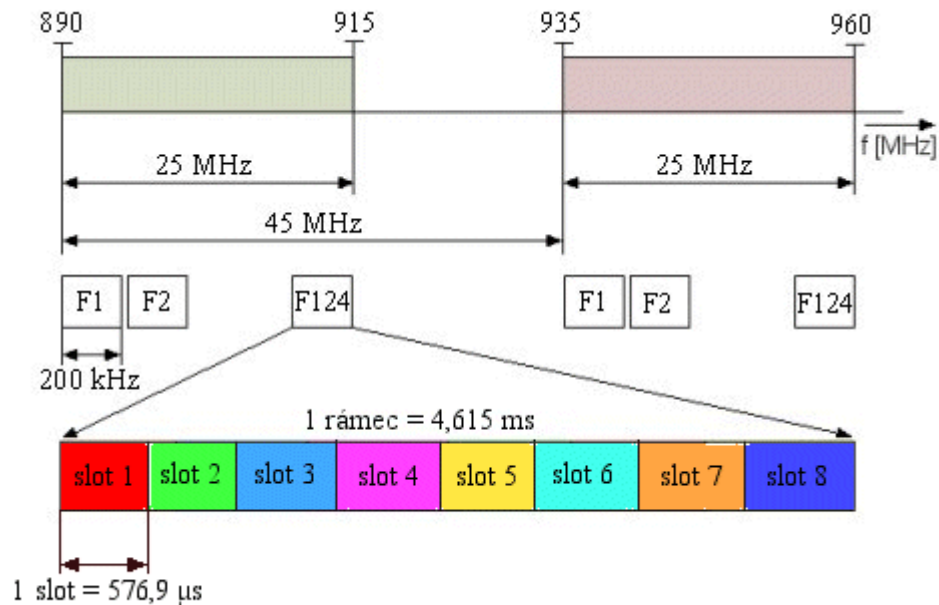 890 915 935 960
f [MHz]
25 MHz 25 MHz
45 MHz
F1 F2 F124 F1 F2 F124
200 kHz
1 rámec = 4,615 ms
slot 1 slot 2 slot 3 slot 4 slot 5 slot 6 slot 7 slot 8
1 slot = 576,9 µs